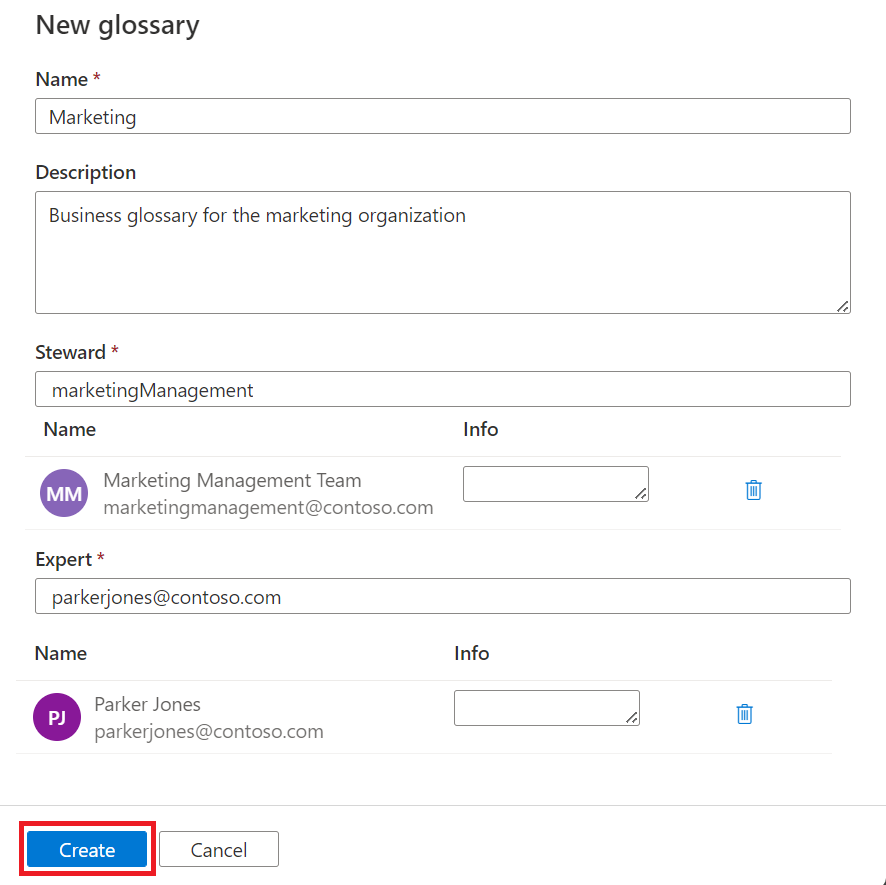 New glossary
Name *
Marketing
Description
Business glossary for the marketing organization
Steward *
marketingManagement
Name Info
MM Marketing Management Team
marketingmanagement@contoso.com
Expert *
parkerjones@contoso.com
Name Info
PJ Parker Jones
parkerjones@contoso.com
Create Cancel